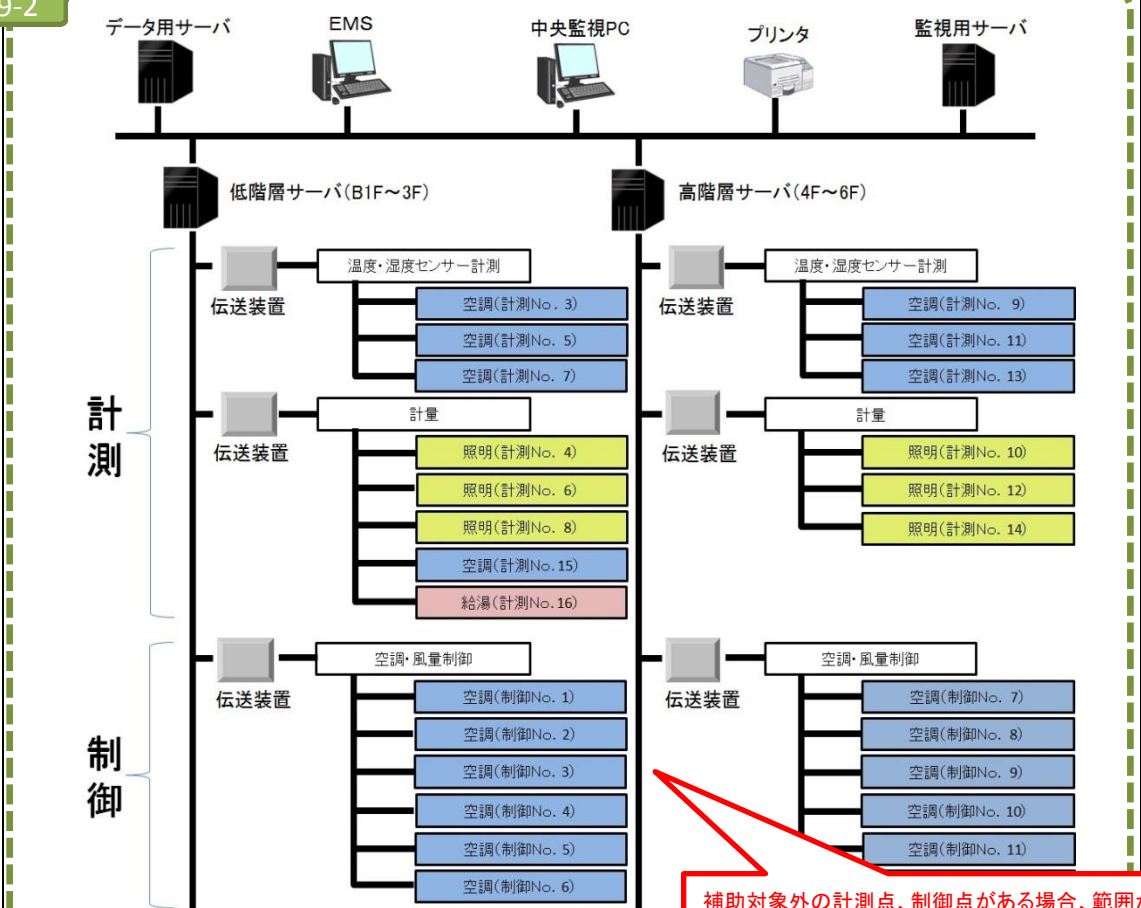 9-2
データ用サーバ
EMS
中央監視PC
プリンタ
監視用サーバ
低階層サーバ(B1F～3F)
高階層サーバ(4F～6F)
計測
伝送装置
温度・湿度センサー計測
空調(計測No. 3)
空調(計測No. 5)
空調(計測No. 7)
伝送装置
計量
照明(計測No. 4)
照明(計測No. 6)
照明(計測No. 8)
空調(計測No.15)
給湯(計測No.16)
伝送装置
温度・湿度センサー計測
空調(計測No. 9)
空調(計測No. 11)
空調(計測No. 13)
伝送装置
計量
照明(計測No. 10)
照明(計測No. 12)
照明(計測No. 14)
制御
伝送装置
空調・風量制御
空調(制御No. 1)
空調(制御No. 2)
空調(制御No. 3)
空調(制御No. 4)
空調(制御No. 5)
空調(制御No. 6)
伝送装置
空調・風量制御
空調(制御No. 7)
空調(制御No. 8)
空調(制御No. 9)
空調(制御No. 10)
空調(制御No. 11)
補助対象外の計測点、制御点がある場合、範囲が